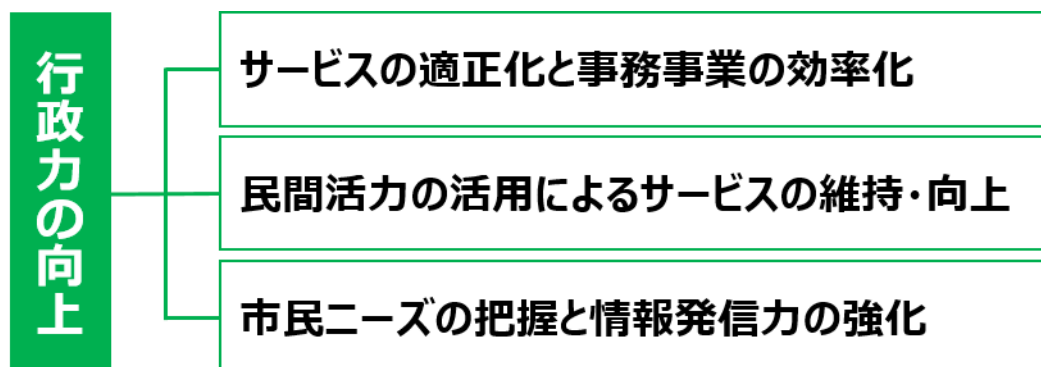 行政力の向上
サービスの適正化と事務事業の効率化
民間活力の活用によるサービスの維持・向上
市民ニーズの把握と情報発信力の強化